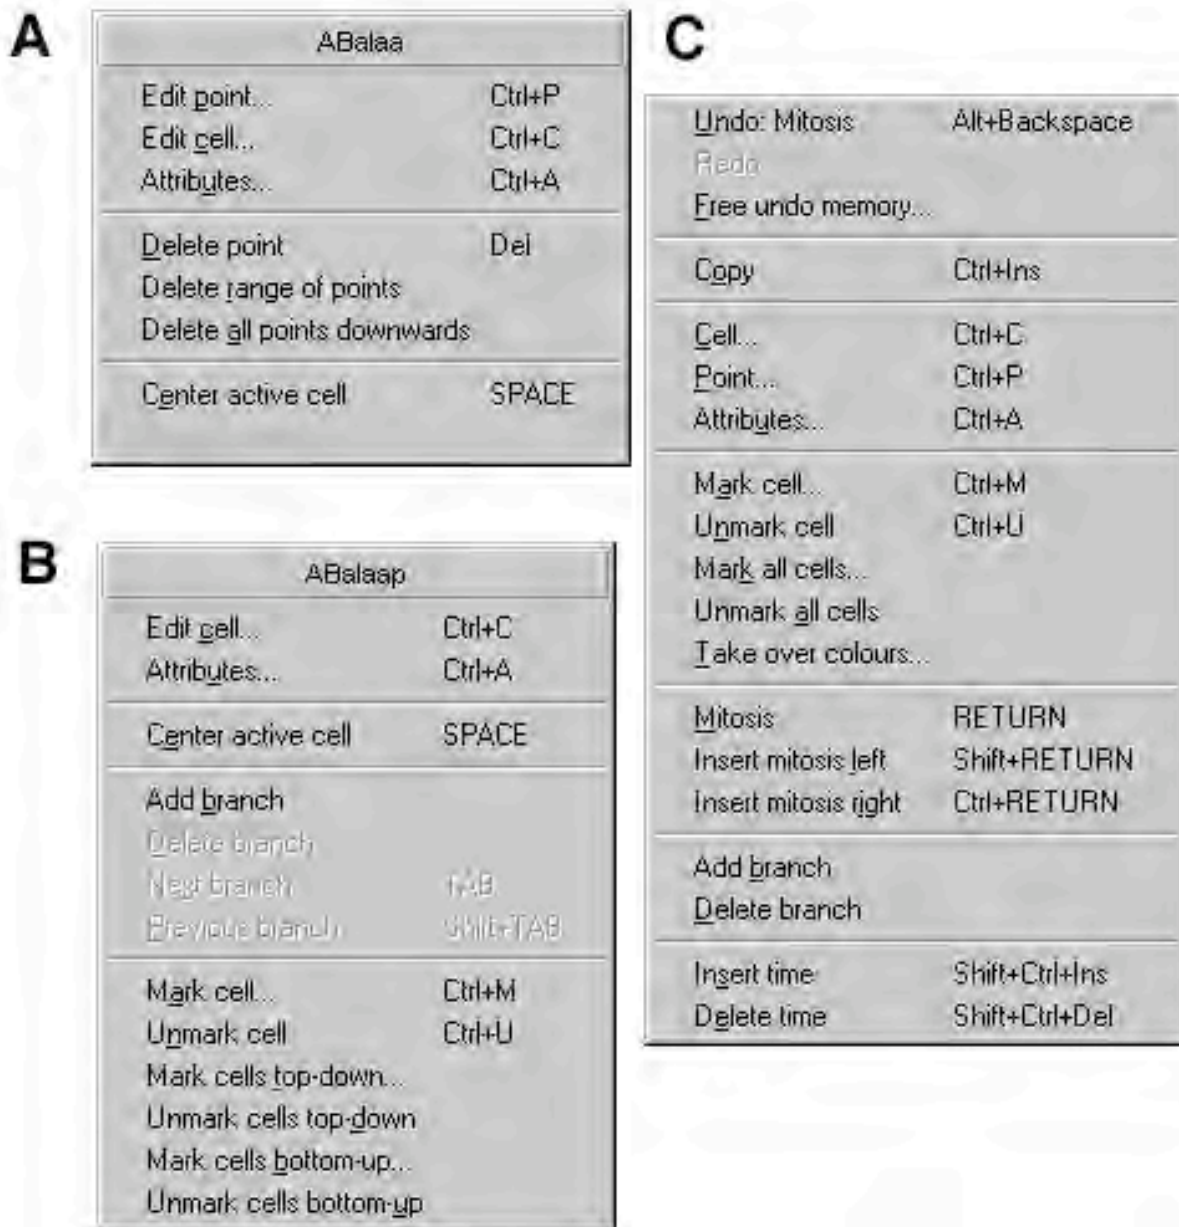 A
ABalaa
Edit point... Ctrl+P
Edit cell... Ctrl+C
Attributes... Ctrl+A
Delete point Del
Delete range of points
Delete all points downwards
Center active cell SPACE
B
ABalaap
Edit cell... Ctrl+C
Attributes... Ctrl+A
Center active cell SPACE
Add branch
Delete branch
Next branch TAB
Previous branch Shift+TAB
Mark cell... Ctrl+M
Unmark cell Ctrl+U
Mark cells top-down...
Unmark cells top-down
Mark cells bottom-up...
Unmark cells bottom-up
C
Undo: Mitosis Alt+Backspace
Redo
Free undo memory...
Copy Ctrl+Ins
Cell... Ctrl+C
Point... Ctrl+P
Attributes... Ctrl+A
Mark cell... Ctrl+M
Unmark cell Ctrl+U
Mark all cells...
Unmark all cells
Take over colours...
Mitosis RETURN
Insert mitosis left Shift+RETURN
Insert mitosis right Ctrl+RETURN
Add branch
Delete branch
Insert time Shift+Ctrl+Ins
Delete time Shift+Ctrl+Del